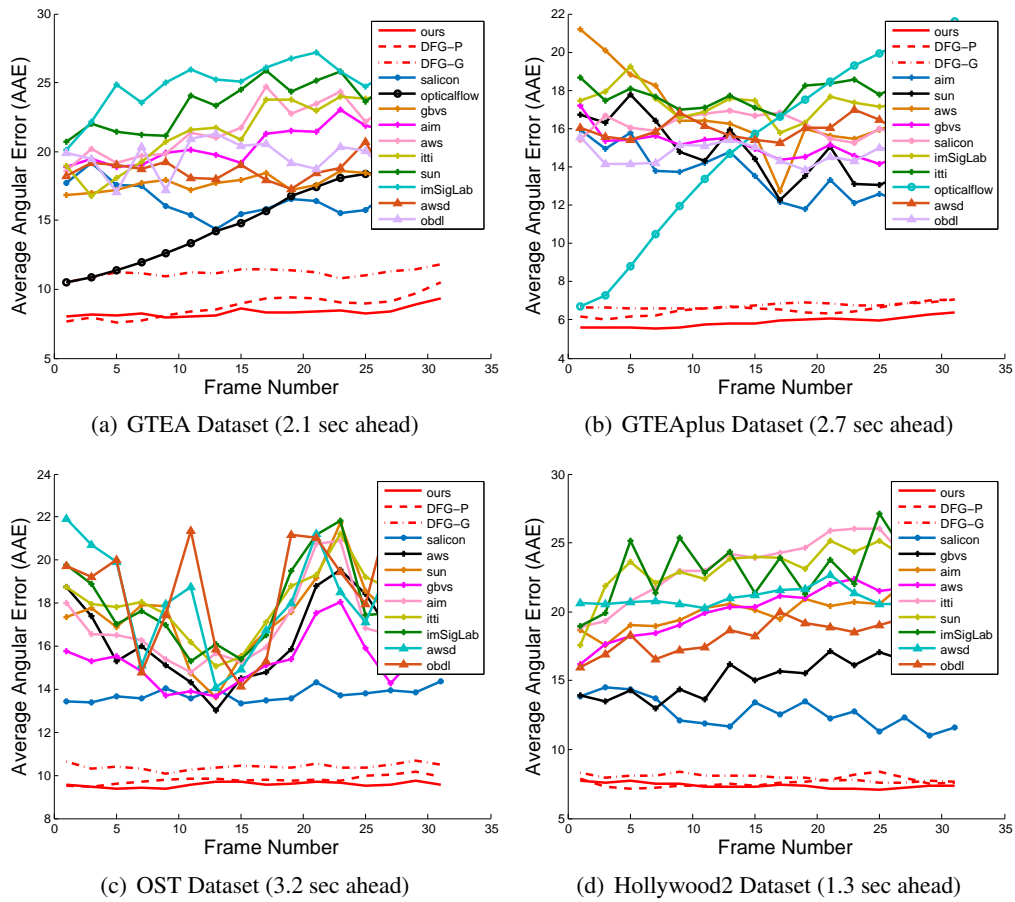 Average Angular Error (AAE)
30
25
20
15
10
5
0
5
10
15
20
25
30
35
Frame Number
ours
DFG-P
DFG-G
salicon
opticalflow
gbvs
aim
aws
itti
sun
imSigLab
awsd
obdl
(a) GTEA Dataset (2.1 sec ahead)
Average Angular Error (AAE)
22
20
18
16
14
12
10
8
6
4
0
5
10
15
20
25
30
35
Frame Number
ours
DFG-P
DFG-G
aim
sun
aws
gbvs
salicon
imSigLab
itti
opticalflow
awsd
obdl
(b) GTEAplus Dataset (2.7 sec ahead)
Average Angular Error (AAE)
24
22
20
18
16
14
12
10
8
0
5
10
15
20
25
30
35
Frame Number
ours
DFG-P
DFG-G
salicon
aws
sun
gbvs
aim
itti
imSigLab
awsd
obdl
(c) OST Dataset (3.2 sec ahead)
Average Angular Error (AAE)
30
25
20
15
10
5
0
5
10
15
20
25
30
35
Frame Number
ours
DFG-P
DFG-G
salicon
gbvs
aim
aws
itti
sun
imSigLab
awsd
obdl
(d) Hollywood2 Dataset (1.3 sec ahead)